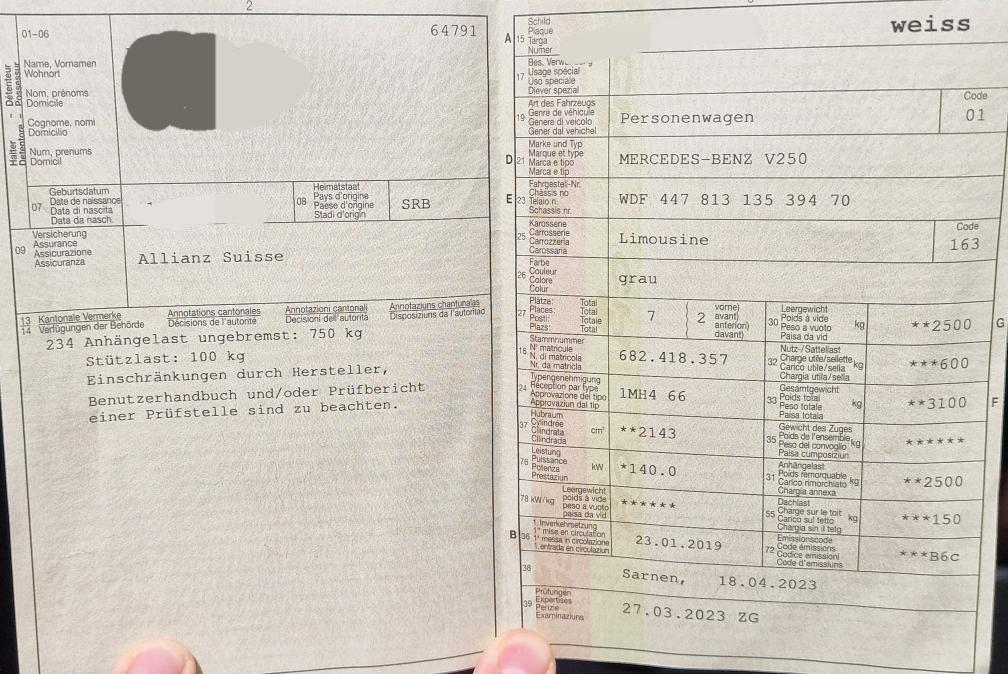 2
01-06
64791
Halter – Détenteur
Detentore – Possessur
Name, Vornamen
Wohnort
Nom, prénoms
Domicile
Cognome, nomi
Domicilio
Num, prenums
Domicil
07
Geburtsdatum
Date de naissance
Data di nascita
Data da nasch.
08
Heimatstaat
Pays d'origine
Paese d'origine
Stadi d'origin
SRB
09
Versicherung
Assurance
Assicurazione
Assicuranza
Allianz Suisse
13
14
Kantonale Vermerke
Verfügungen der Behörde
Annotations cantonales
Décisions de l'autorité
Annotazioni cantonali
Decisioni dell'autorità
Annotaziuns chantunalas
Disposiziuns da l'autoritad
234 Anhängelast ungebremst: 750 kg
Stützlast: 100 kg
Einschränkungen durch Hersteller,
Benutzerhandbuch und/oder Prüfbericht
einer Prüfstelle sind zu beachten.
A
15
Schild
Plaque
Targa
Numer
weiss
17
Bes.
Usage spécial
Uso speciale
Diever spezial
19
Art des Fahrzeugs
Genre de véhicule
Genere di veicolo
Gener dal vehichel
Personenwagen
Code
01
D
21
Marke und Typ
Marque et type
Marca e tipo
Marca e tip
MERCEDES-BENZ V250
E
23
Fahrgestell-Nr.
Châssis no
Telaio n.
Schassis nr.
WDF 447 813 135 394 70
25
Karosserie
Carrosserie
Carrozzeria
Carossaria
Limousine
Code
163
26
Farbe
Couleur
Colore
Colur
grau
27
Plätze: Total
Places: Total
Posti: Totale
Plazs: Total
7
2
vorne)
avant)
anteriori)
davant)
30
Leergewicht
Poids à vide
Peso a vuoto
Paisa da vid
kg
**2500
G
18
Stammnummer
N° matricule
N. di matricola
Nr. da matricla
682.418.357
32
Nutz-/Sattellast
Charge utile/sellette
Carico utile/sella
Chargia utila/sella
kg
***600
24
Typengenehmigung
Réception par type
Approvazione del tipo
Approvaziun dal tip
1MH4 66
33
Gesamtgewicht
Poids total
Peso totale
Paisa totala
kg
**3100
F
37
Hubraum
Cylindrée
Cilindrata
Cilindrada
cm³
**2143
35
Gewicht des Zuges
Poids de l'ensemble
Peso del convoglio
Paisa cumposiziun
kg
******
76
Leistung
Puissance
Potenza
Prestaziun
kW
*140.0
31
Anhängelast
Poids remorquable
Carico rimorchiato
Chargia annexa
kg
**2500
78 kW/kg
Leergewicht
poids à vide
peso a vuoto
paisa da vid
******
55
Dachlast
Charge sur le toit
Carico sul tetto
Chargia sin il tetg
kg
***150
B
36
1. Inverkehrsetzung
1re mise en circulation
1a messa in circolazione
1. entrada en circulaziun
23.01.2019
72
Emissionscode
Code émissions
Codice emissioni
Code d'emissiuns
***B6c
38
Sarnen, 18.04.2023
39
Prüfungen
Expertises
Perizie
Examinaziuns
27.03.2023 ZG